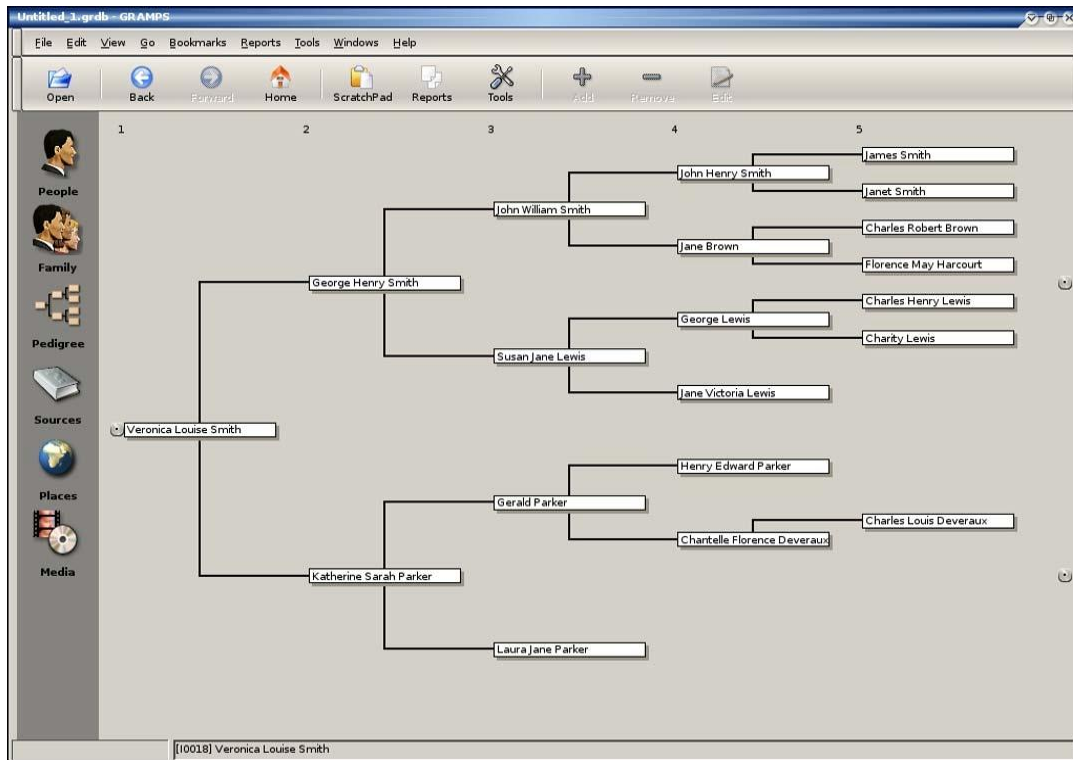 Untitled_1.grdb - GRAMPS
File Edit View Go Bookmarks Reports Tools Windows Help
Open Back Forward Home ScratchPad Reports Tools Add Remove Edit
1 2 3 4 5
People
Family
Pedigree
Sources
Places
Media
James Smith
John Henry Smith
Janet Smith
John William Smith
Charles Robert Brown
Jane Brown
Florence May Harcourt
George Henry Smith
Charles Henry Lewis
George Lewis
Charity Lewis
Susan Jane Lewis
Jane Victoria Lewis
Veronica Louise Smith
Henry Edward Parker
Gerald Parker
Charles Louis Deveraux
Chantelle Florence Deveraux
Katherine Sarah Parker
Laura Jane Parker
[I0018] Veronica Louise Smith